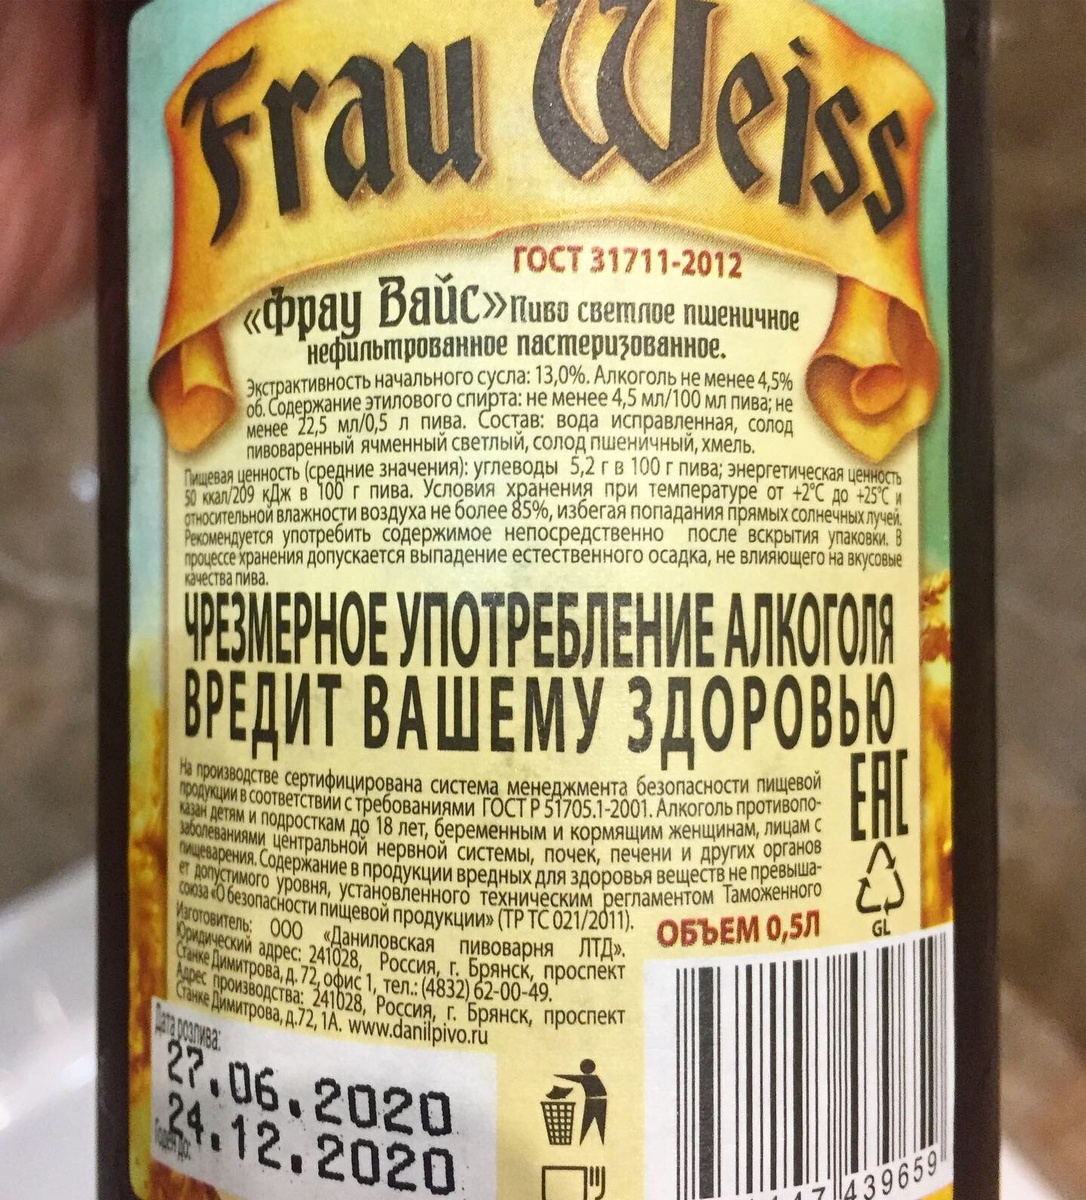 Frau Weiss
ГОСТ 31711-2012
«Фрау Вайс» Пиво светлое пшеничное
нефильтрованное пастеризованное.
Экстрактивность начального сусла: 13,0%. Алкоголь не менее 4,5%
об. Содержание этилового спирта: не менее 4,5 мл/100 мл пива; не
менее 22,5 мл/0,5 л пива. Состав: вода исправленная, солод
пивоваренный ячменный светлый, солод пшеничный, хмель.
Пищевая ценность (средние значения): углеводы 5,2 г в 100 г пива; энергетическая ценность
50 ккал/209 кДж в 100 г пива. Условия хранения при температуре от +2°С до +25°С и
относительной влажности воздуха не более 85%, избегая попадания прямых солнечных лучей.
Рекомендуется употребить содержимое непосредственно после вскрытия упаковки. В
процессе хранения допускается выпадение естественного осадка, не влияющего на вкусовые
качества пива.
ЧРЕЗМЕРНОЕ УПОТРЕБЛЕНИЕ АЛКОГОЛЯ
ВРЕДИТ ВАШЕМУ ЗДОРОВЬЮ
EAC
На производстве сертифицирована система менеджмента безопасности пищевой
продукции в соответствии с требованиями ГОСТ Р 51705.1-2001. Алкоголь противопо-
казан детям и подросткам до 18 лет, беременным и кормящим женщинам, лицам с
заболеваниями центральной нервной системы, почек, печени и других органов
пищеварения. Содержание в продукции вредных для здоровья веществ не превыша-
ет допустимого уровня, установленного техническим регламентом Таможенного
союза «О безопасности пищевой продукции» (ТР ТС 021/2011).
GL
ОБЪЕМ 0,5Л
Изготовитель: ООО «Даниловская пивоварня ЛТД».
Юридический адрес: 241028, Россия, г. Брянск, проспект
Станке Димитрова, д. 72, офис 1, тел.: (4832) 62-00-49.
Адрес производства: 241028, Россия, г. Брянск, проспект
Станке Димитрова, д.72, 1А. www.danilpivo.ru
Дата розлива:
27.06.2020
Годен до:
24.12.2020
439659